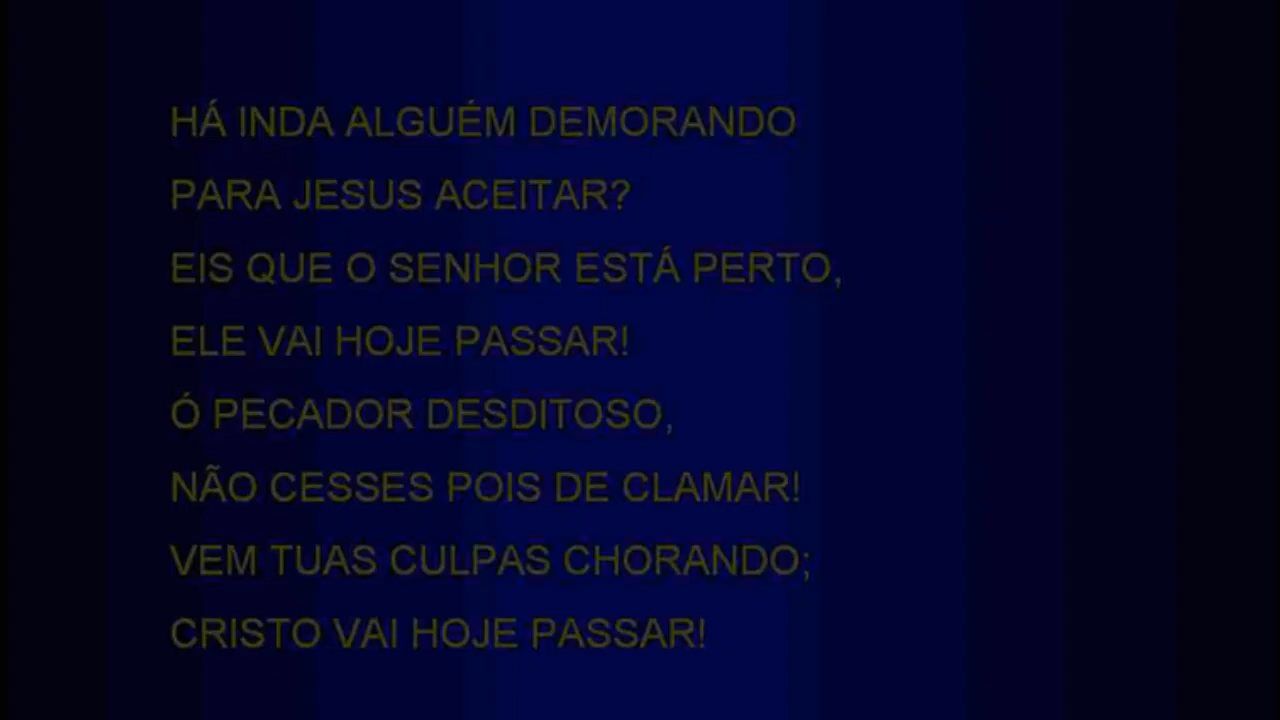 HÁ INDA ALGUÉM DEMORANDO
PARA JESUS ACEITAR?
EIS QUE O SENHOR ESTÁ PERTO,
ELE VAI HOJE PASSAR!
Ó PECADOR DESDITOSO,
NÃO CESSES POIS DE CLAMAR!
VEM TUAS CULPAS CHORANDO;
CRISTO VAI HOJE PASSAR!